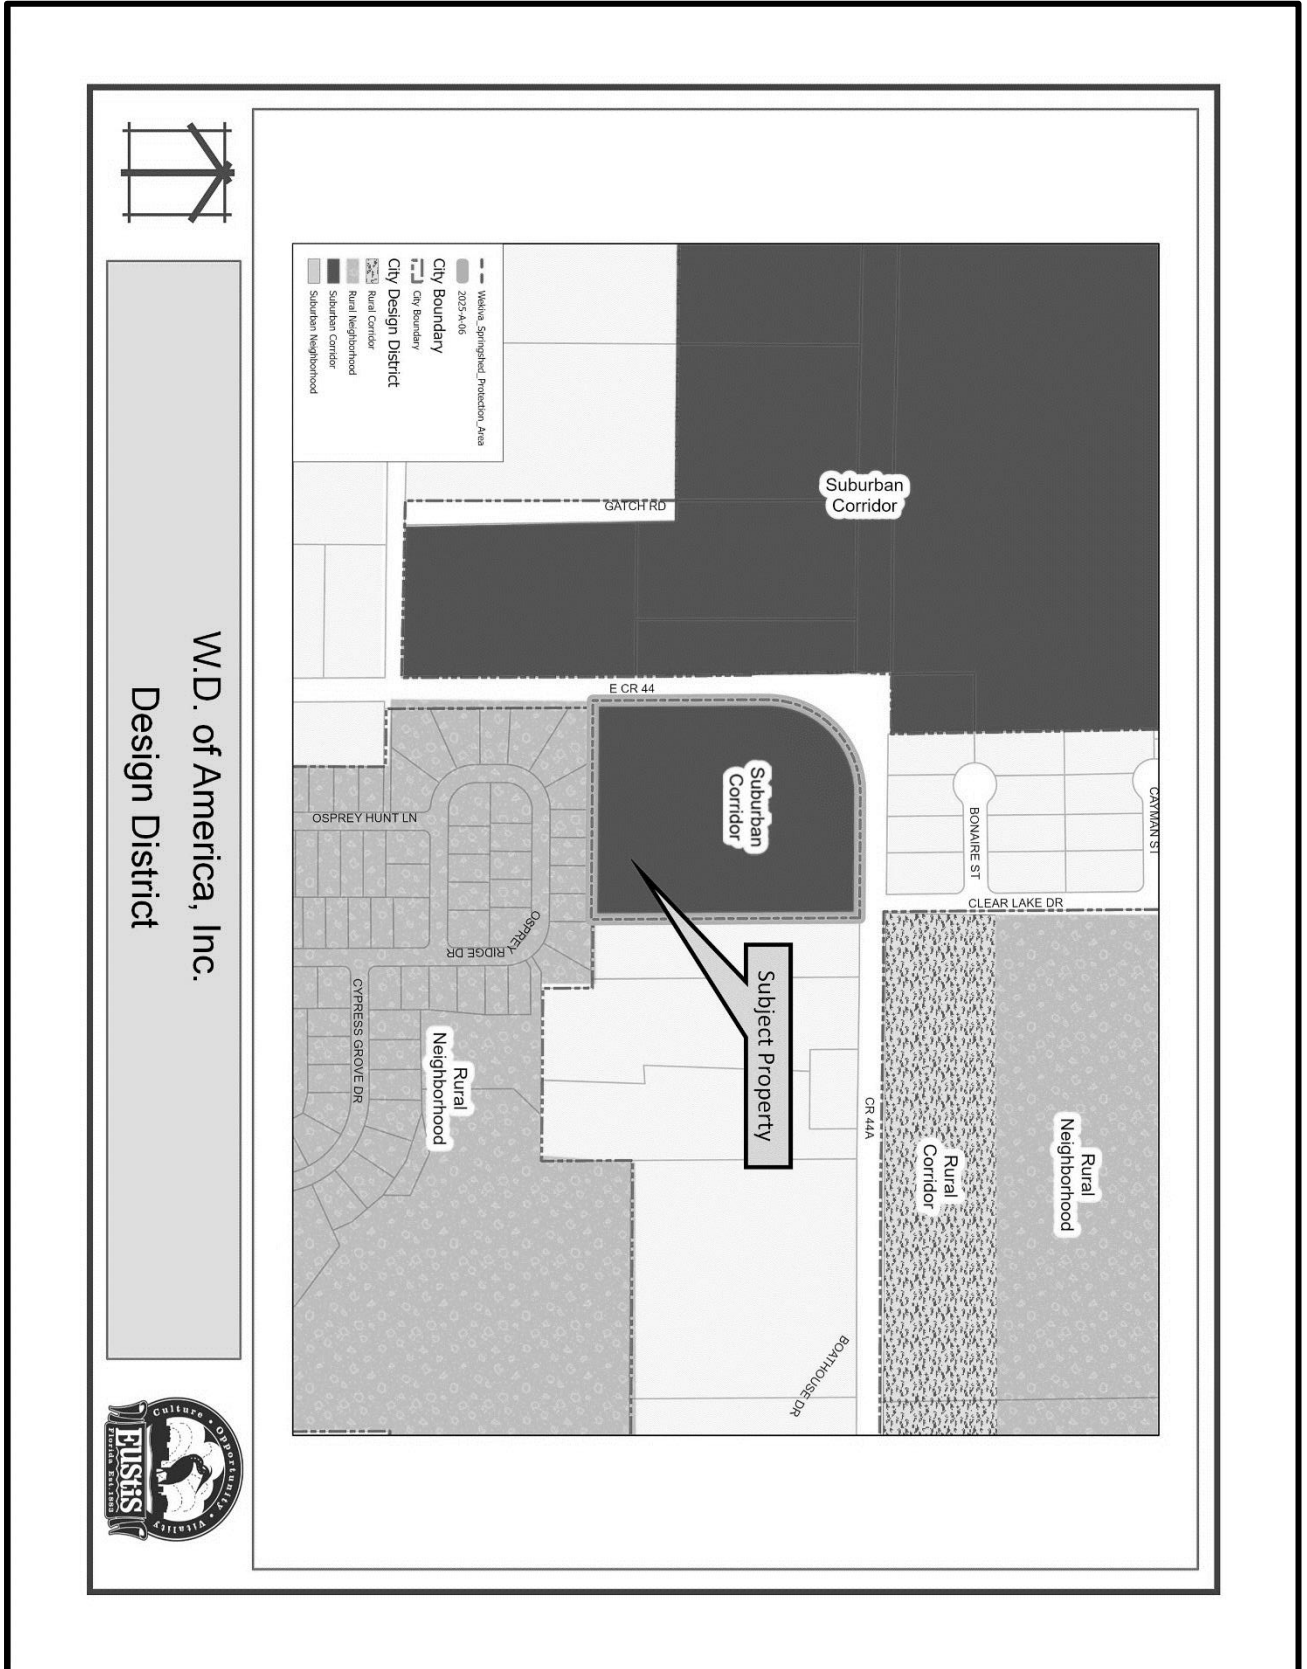 CAYMAN ST
BONAIRE ST
CLEAR LAKE DR
Rural
Neighborhood
Rural
Corridor
Suburban
Corridor
CR 44A
BOATHOUSE DR
Suburban
Corridor
Subject Property
GATCH RD
E CR 44
OSPREY HUNT LN
OSPREY RIDGE DR
CYPRESS GROVE DR
Rural
Neighborhood
Wekiva_Springshed_Protection_Area
2025-A-06
City Boundary
City Boundary
City Design District
Rural Corridor
Rural Neighborhood
Suburban Corridor
Suburban Neighborhood
W.D. of America, Inc.
Design District
Culture • Opportunity • Vitality
EUSTIS
Florida Est. 1883